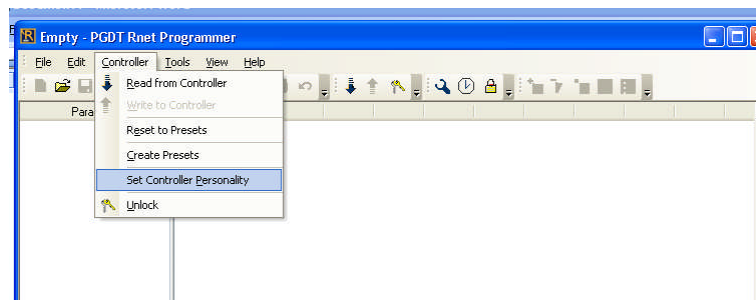 Empty - PGDT Rnet Programmer
File Edit Controller Tools View Help
Read from Controller
Write to Controller
Para
Reset to Presets
Create Presets
Set Controller Personality
Unlock